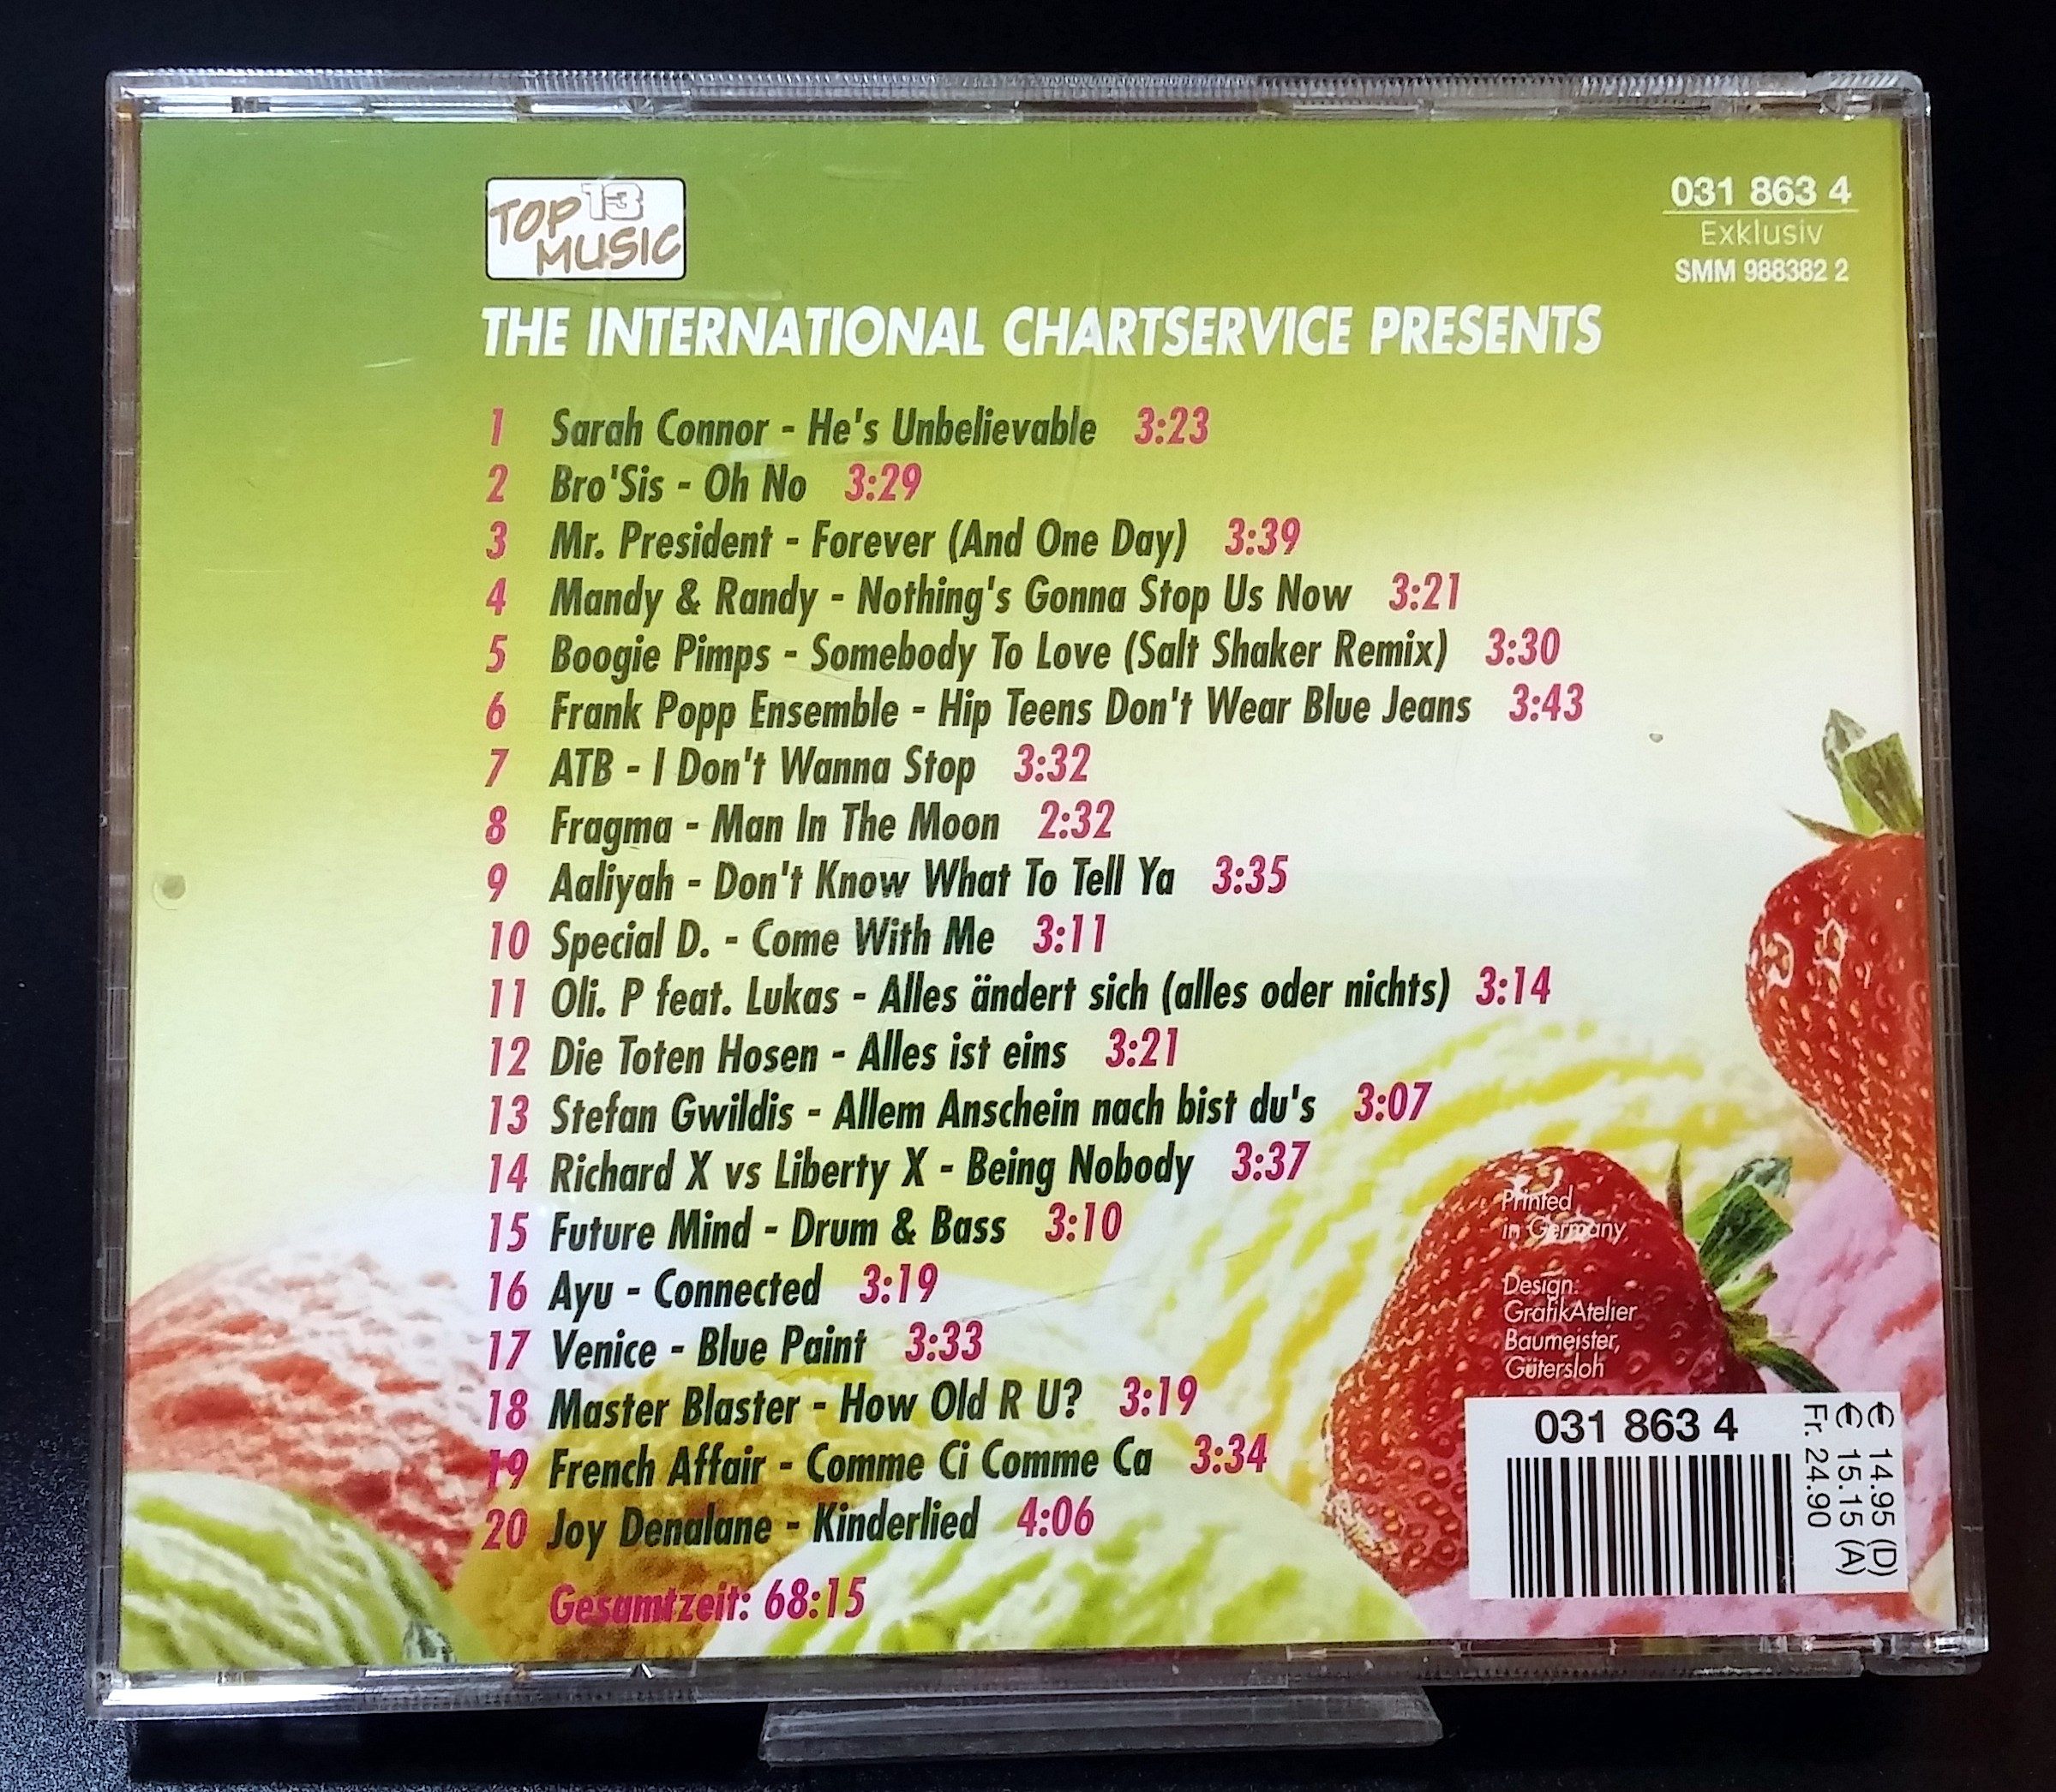 TOP 13
MUSIC
031 863 4
Exklusiv
SMM 988382 2
THE INTERNATIONAL CHARTSERVICE PRESENTS
1 Sarah Connor - He's Unbelievable 3:23
2 Bro'Sis - Oh No 3:29
3 Mr. President - Forever (And One Day) 3:39
4 Mandy & Randy - Nothing's Gonna Stop Us Now 3:21
5 Boogie Pimps - Somebody To Love (Salt Shaker Remix) 3:30
6 Frank Popp Ensemble - Hip Teens Don't Wear Blue Jeans 3:43
7 ATB - I Don't Wanna Stop 3:32
8 Fragma - Man In The Moon 2:32
9 Aaliyah - Don't Know What To Tell Ya 3:35
10 Special D. - Come With Me 3:11
11 Oli. P feat. Lukas - Alles ändert sich (alles oder nichts) 3:14
12 Die Toten Hosen - Alles ist eins 3:21
13 Stefan Gwildis - Allem Anschein nach bist du's 3:07
14 Richard X vs Liberty X - Being Nobody 3:37
15 Future Mind - Drum & Bass 3:10
16 Ayu - Connected 3:19
17 Venice - Blue Paint 3:33
18 Master Blaster - How Old R U? 3:19
19 French Affair - Comme Ci Comme Ca 3:34
20 Joy Denalane - Kinderlied 4:06
Gesamtzeit: 68:15
Printed
in Germany
Design:
GrafikAtelier
Baumeister,
Gütersloh
031 863 4
€ 14.95 (D)
€ 15.15 (A)
Fr. 24.90